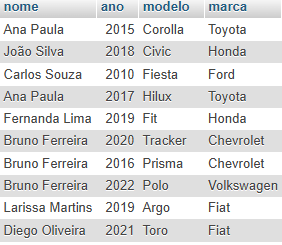 nome ano modelo marca
Ana Paula 2015 Corolla Toyota
João Silva 2018 Civic Honda
Carlos Souza 2010 Fiesta Ford
Ana Paula 2017 Hilux Toyota
Fernanda Lima 2019 Fit Honda
Bruno Ferreira 2020 Tracker Chevrolet
Bruno Ferreira 2016 Prisma Chevrolet
Bruno Ferreira 2022 Polo Volkswagen
Larissa Martins 2019 Argo Fiat
Diego Oliveira 2021 Toro Fiat